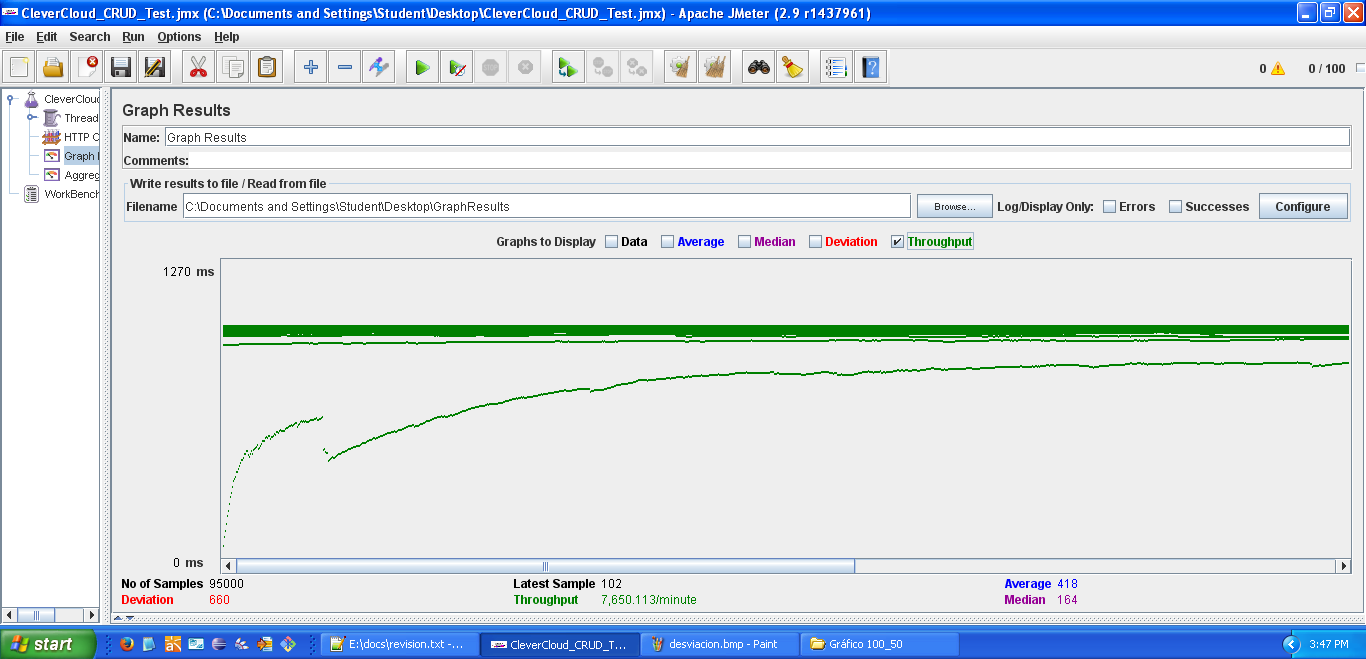 CleverCloud_CRUD_Test.jmx (C:\Documents and Settings\Student\Desktop\CleverCloud_CRUD_Test.jmx) - Apache JMeter (2.9 r1437961)
File Edit Search Run Options Help
0 0 / 100
CleverCloud
Thread
HTTP C
Graph
Aggreg
WorkBench
Graph Results
Name: Graph Results
Comments:
Write results to file / Read from file
Filename C:\Documents and Settings\Student\Desktop\GraphResults Browse... Log/Display Only: Errors Successes Configure
Graphs to Display Data Average Median Deviation Throughput
1270 ms
0 ms
No of Samples 95000 Latest Sample 102 Average 418
Deviation 660 Throughput 7,650.113/minute Median 164
start E:\docs\revision.txt -... CleverCloud_CRUD_T... desviacion.bmp - Paint Gráfico 100_50 3:47 PM